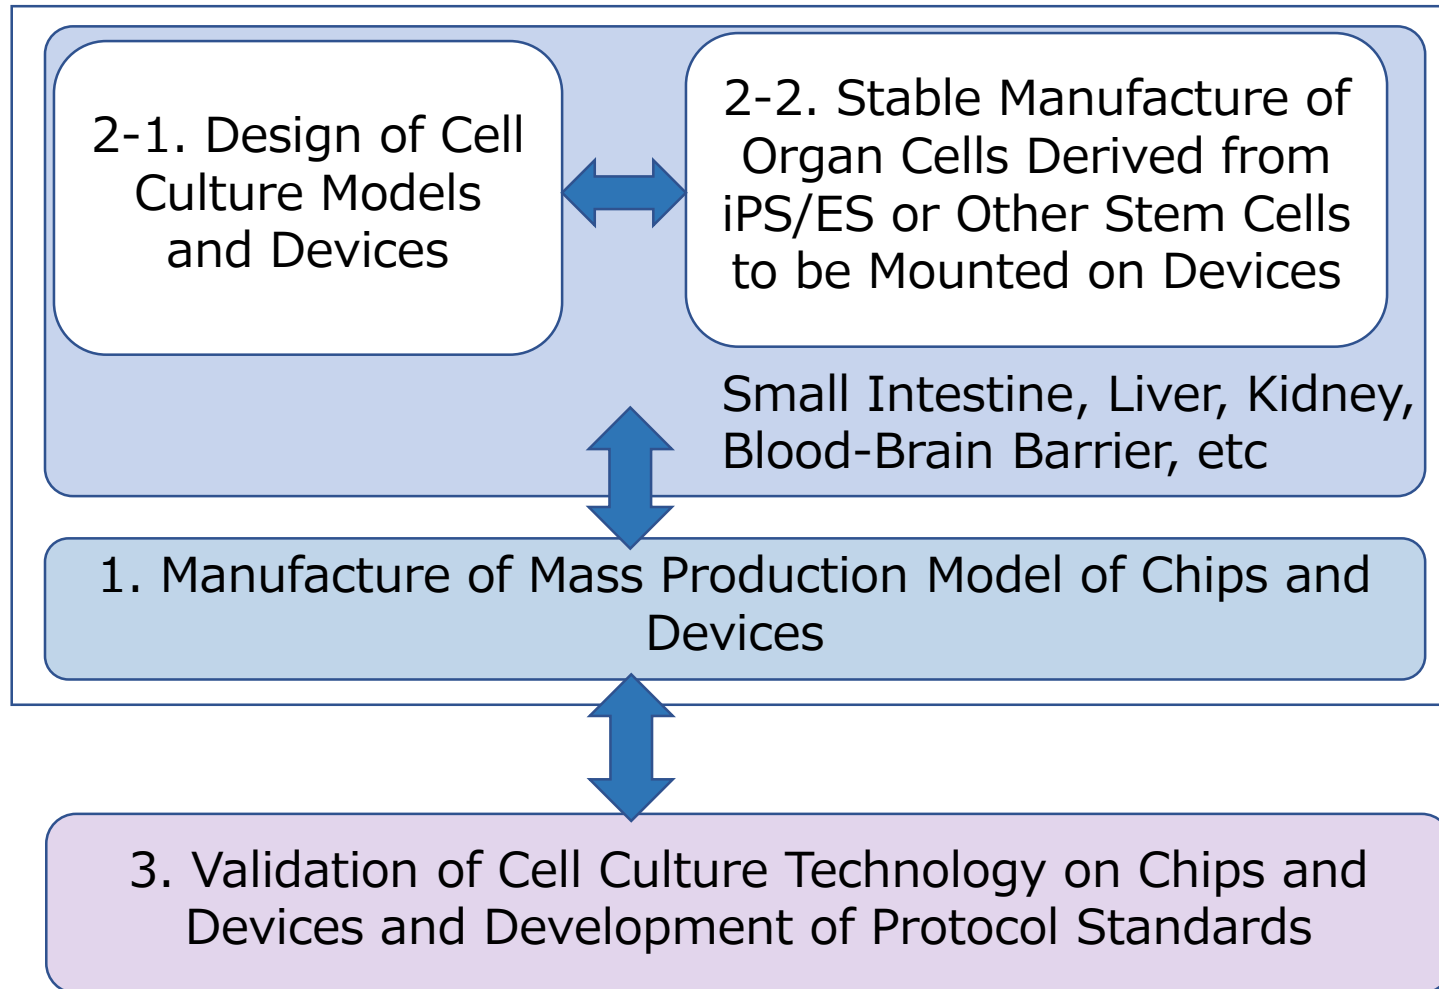 2-1. Design of Cell
Culture Models
and Devices
2-2. Stable Manufacture of
Organ Cells Derived from
iPS/ES or Other Stem Cells
to be Mounted on Devices
Small Intestine, Liver, Kidney,
Blood-Brain Barrier, etc
1. Manufacture of Mass Production Model of Chips and
Devices
3. Validation of Cell Culture Technology on Chips and
Devices and Development of Protocol Standards